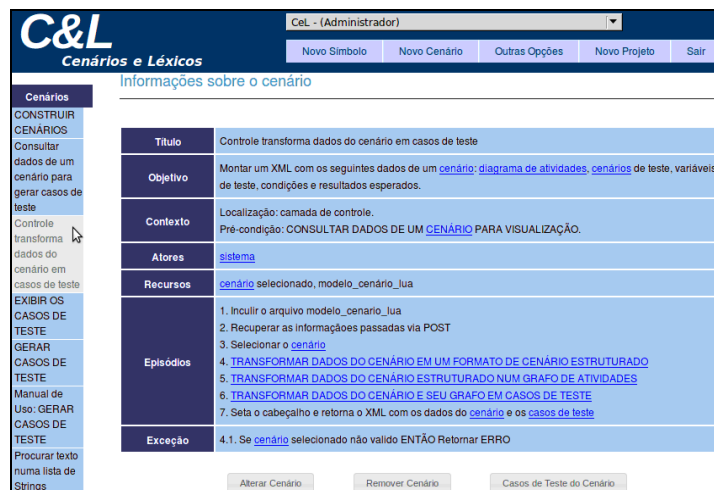 C&L
Cenários e Léxicos
CeL - (Administrador)
Novo Símbolo Novo Cenário Outras Opções Novo Projeto Sair
Cenários
CONSTRUIR
CENÁRIOS
Consultar
dados de um
cenário para
gerar casos de
teste
Controle
transforma
dados do
cenário em
casos de teste
EXIBIR OS
CASOS DE
TESTE
GERAR
CASOS DE
TESTE
Manual de
Uso: GERAR
CASOS DE
TESTE
Procurar texto
numa lista de
Strings
Informações sobre o cenário
Título Controle transforma dados do cenário em casos de teste
Objetivo Montar um XML com os seguintes dados de um cenário: diagrama de atividades, cenários de teste, variáveis
de teste, condições e resultados esperados.
Contexto Localização: camada de controle.
Pré-condição: CONSULTAR DADOS DE UM CENÁRIO PARA VISUALIZAÇÃO.
Atores sistema
Recursos cenário selecionado, modelo_cenário_lua
Episódios
1. Inculir o arquivo modelo_cenario_lua
2. Recuperar as informaçãoes passadas via POST
3. Selecionar o cenário
4. TRANSFORMAR DADOS DO CENÁRIO EM UM FORMATO DE CENÁRIO ESTRUTURADO
5. TRANSFORMAR DADOS DO CENÁRIO ESTRUTURADO NUM GRAFO DE ATIVIDADES
6. TRANSFORMAR DADOS DO CENÁRIO E SEU GRAFO EM CASOS DE TESTE
7. Seta o cabeçalho e retorna o XML com os dados do cenário e os casos de teste
Exceção 4.1. Se cenário selecionado não valido ENTÃO Retornar ERRO
Alterar Cenário Remover Cenário Casos de Teste do Cenário